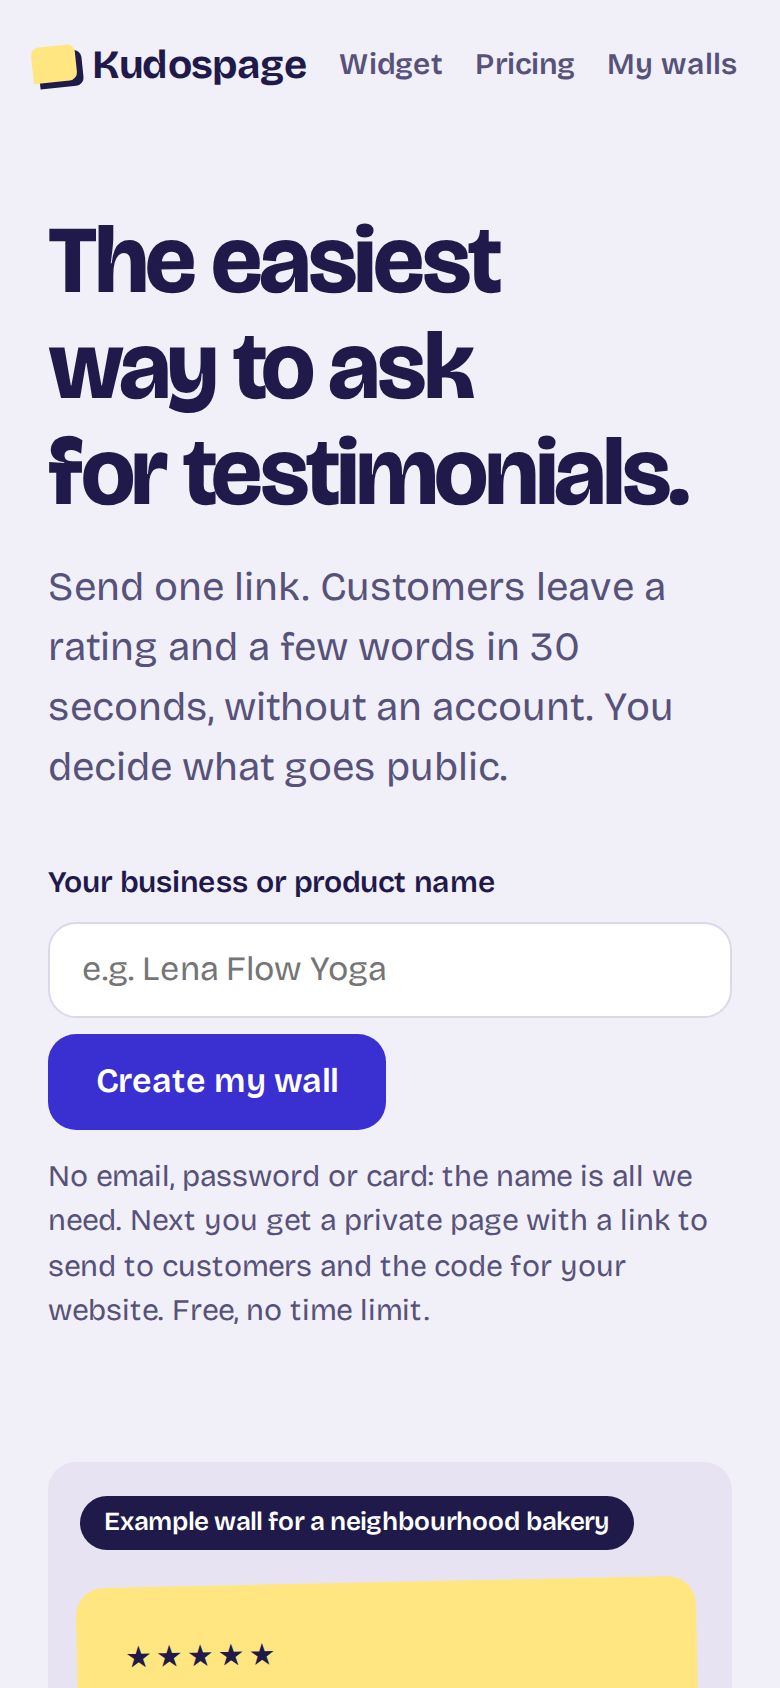 Kudospage Widget Pricing My walls
The easiest
way to ask
for testimonials.
Send one link. Customers leave a
rating and a few words in 30
seconds, without an account. You
decide what goes public.
Your business or product name
e.g. Lena Flow Yoga
Create my wall
No email, password or card: the name is all we
need. Next you get a private page with a link to
send to customers and the code for your
website. Free, no time limit.
Example wall for a neighbourhood bakery
★★★★★